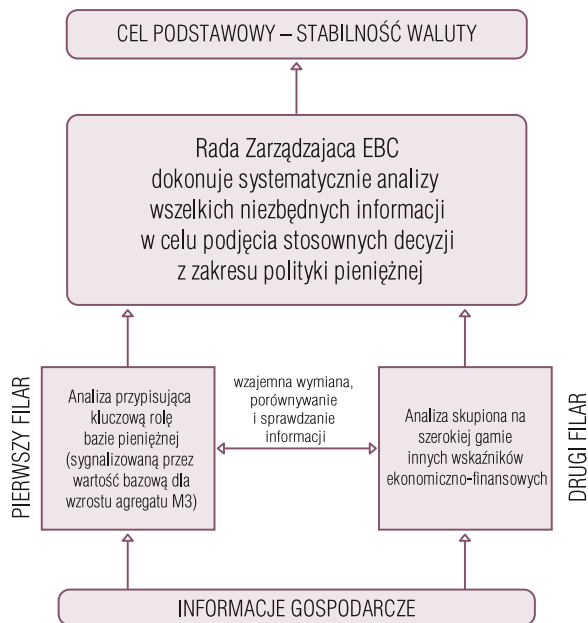 CEL PODSTAWOWY – STABILNOŚĆ WALUTY
Rada Zarządzajaca EBC
dokonuje systematycznie analizy
wszelkich niezbędnych informacji
w celu podjęcia stosownych decyzji
z zakresu polityki pieniężnej
PIERWSZY FILAR
Analiza przypisująca
kluczową rolę
bazie pieniężnej
(sygnalizowaną przez
wartość bazową dla
wzrostu agregatu M3)
wzajemna wymiana,
porównywanie
i sprawdzanie
informacji
Analiza skupiona na
szerokiej gamie
innych wskaźników
ekonomiczno-finansowych
DRUGI FILAR
INFORMACJE GOSPODARCZE